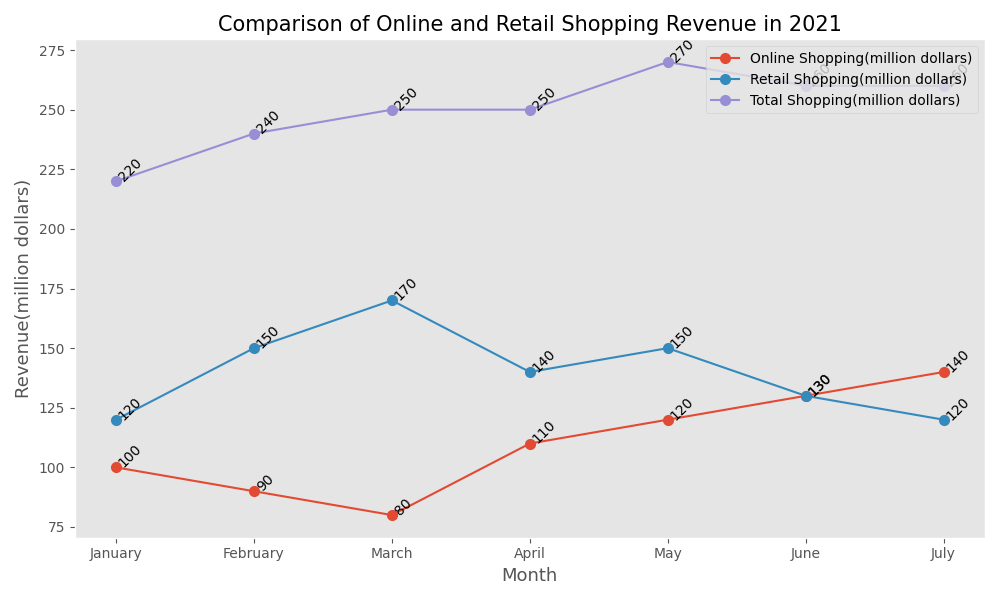 Comparison of Online and Retail Shopping Revenue in 2021
Revenue(million dollars)
275
250
225
200
175
150
125
100
75
Online Shopping(million dollars)
Retail Shopping(million dollars)
Total Shopping(million dollars)
220
240
250
250
270
260
260
120
150
170
140
150
130
120
100
90
80
110
120
130
140
January
February
March
April
May
June
July
Month